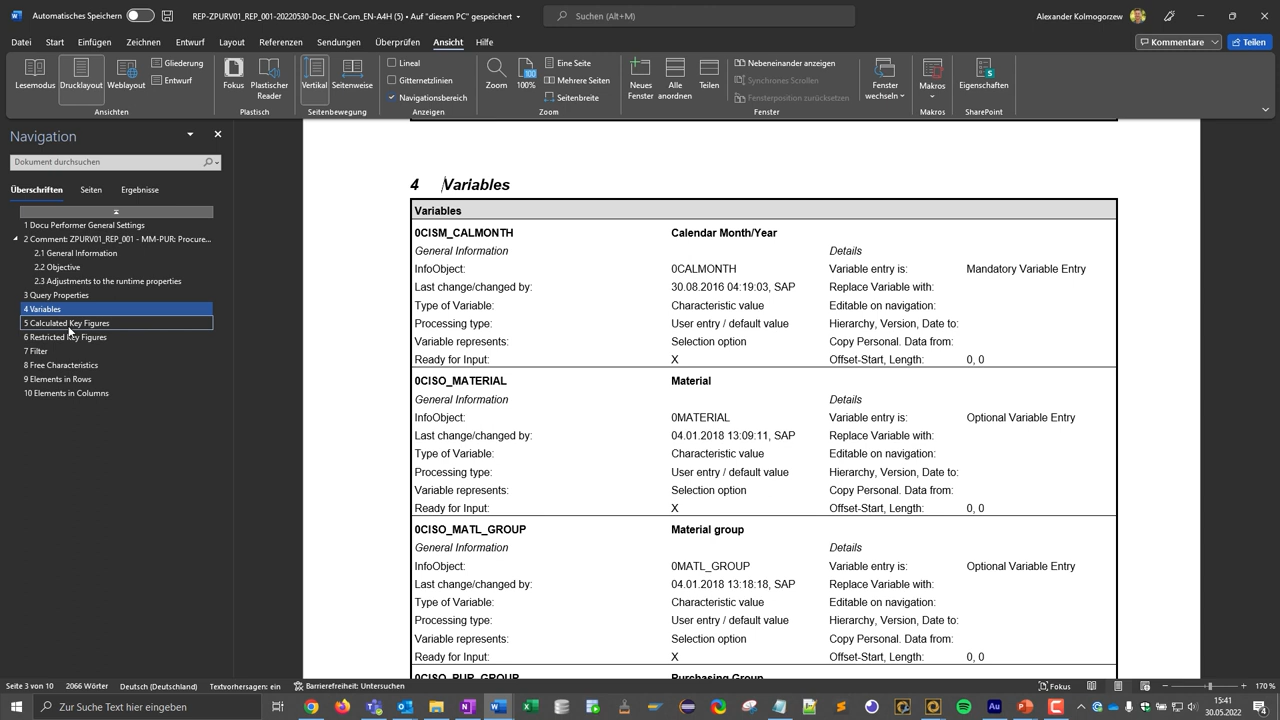 Automatisches Speichern
REP-ZPURV01_REP_001-20220530-Doc_EN-Com_EN-A4H (5) • Auf "diesem PC" gespeichert
Suchen (Alt+M)
Alexander Kolmogorzew
Datei Start Einfügen Zeichnen Entwurf Layout Referenzen Sendungen Überprüfen Ansicht Hilfe
Kommentare Teilen
Lesemodus Drucklayout Weblayout
Gliederung
Entwurf
Ansichten
Fokus Plastischer Reader
Plastisch
Vertikal Seitenweise
Seitenbewegung
Lineal
Gitternetzlinien
Navigationsbereich
Anzeigen
Zoom 100%
100
Eine Seite
Mehrere Seiten
Seitenbreite
Zoom
Neues Fenster Alle anordnen Teilen
Nebeneinander anzeigen
Synchrones Scrollen
Fensterposition zurücksetzen
Fenster wechseln
Fenster
Makros
Makros
Eigenschaften
SharePoint
Navigation
Dokument durchsuchen
Überschriften Seiten Ergebnisse
1 Docu Performer General Settings
2 Comment: ZPURV01_REP_001 - MM-PUR: Procure...
2.1 General Information
2.2 Objective
2.3 Adjustments to the runtime properties
3 Query Properties
4 Variables
5 Calculated Key Figures
6 Restricted Key Figures
7 Filter
8 Free Characteristics
9 Elements in Rows
10 Elements in Columns
4 Variables
Variables
0CISM_CALMONTH Calendar Month/Year
General Information Details
InfoObject: 0CALMONTH Variable entry is: Mandatory Variable Entry
Last change/changed by: 30.08.2016 04:19:03, SAP Replace Variable with:
Type of Variable: Characteristic value Editable on navigation:
Processing type: User entry / default value Hierarchy, Version, Date to:
Variable represents: Selection option Copy Personal. Data from:
Ready for Input: X Offset-Start, Length: 0, 0
0CISO_MATERIAL Material
General Information Details
InfoObject: 0MATERIAL Variable entry is: Optional Variable Entry
Last change/changed by: 04.01.2018 13:09:11, SAP Replace Variable with:
Type of Variable: Characteristic value Editable on navigation:
Processing type: User entry / default value Hierarchy, Version, Date to:
Variable represents: Selection option Copy Personal. Data from:
Ready for Input: X Offset-Start, Length: 0, 0
0CISO_MATL_GROUP Material group
General Information Details
InfoObject: 0MATL_GROUP Variable entry is: Optional Variable Entry
Last change/changed by: 04.01.2018 13:18:18, SAP Replace Variable with:
Type of Variable: Characteristic value Editable on navigation:
Processing type: User entry / default value Hierarchy, Version, Date to:
Variable represents: Selection option Copy Personal. Data from:
Ready for Input: X Offset-Start, Length: 0, 0
0CISO_PUR_GROUP Purchasing Group
Seite 3 von 10 2066 Wörter Deutsch (Deutschland) Textvorhersagen: ein Barrierefreiheit: Untersuchen
Fokus 170 %
Zur Suche Text hier eingeben
15:41
30.05.2022